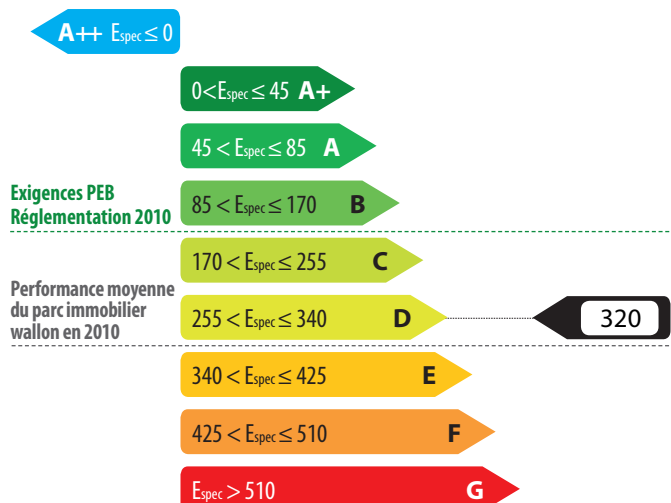 A++ Espec ≤ 0
0<Espec ≤ 45 A+
45 < Espec ≤ 85 A
Exigences PEB
Réglementation 2010
85 < Espec ≤ 170 B
170 < Espec ≤ 255 C
Performance moyenne
du parc immobilier
wallon en 2010
255 < Espec ≤ 340 D
320
340 < Espec ≤ 425 E
425 < Espec ≤ 510 F
Espec > 510 G